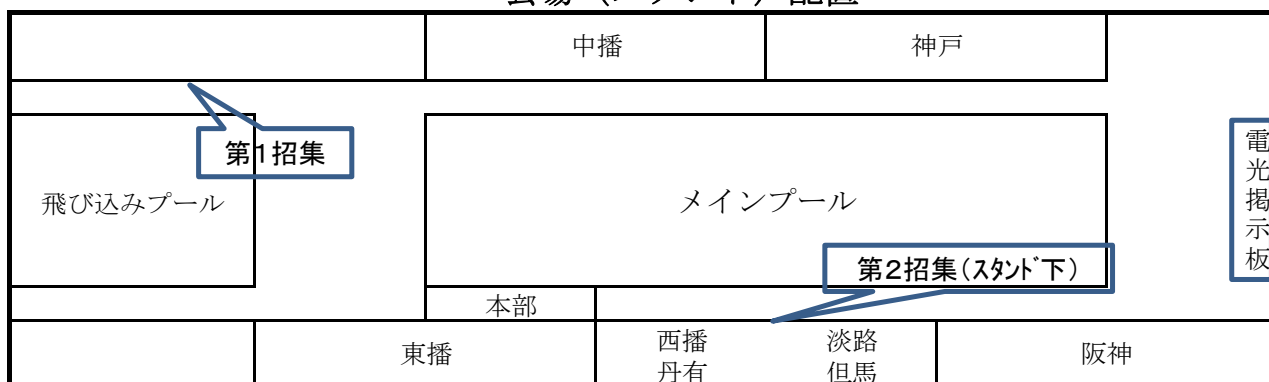 中播 神戸
第1招集
電光掲示板
飛び込みプール メインプール
第2招集(スタンド下)
本部
東播 西播 淡路 阪神
丹有 但馬